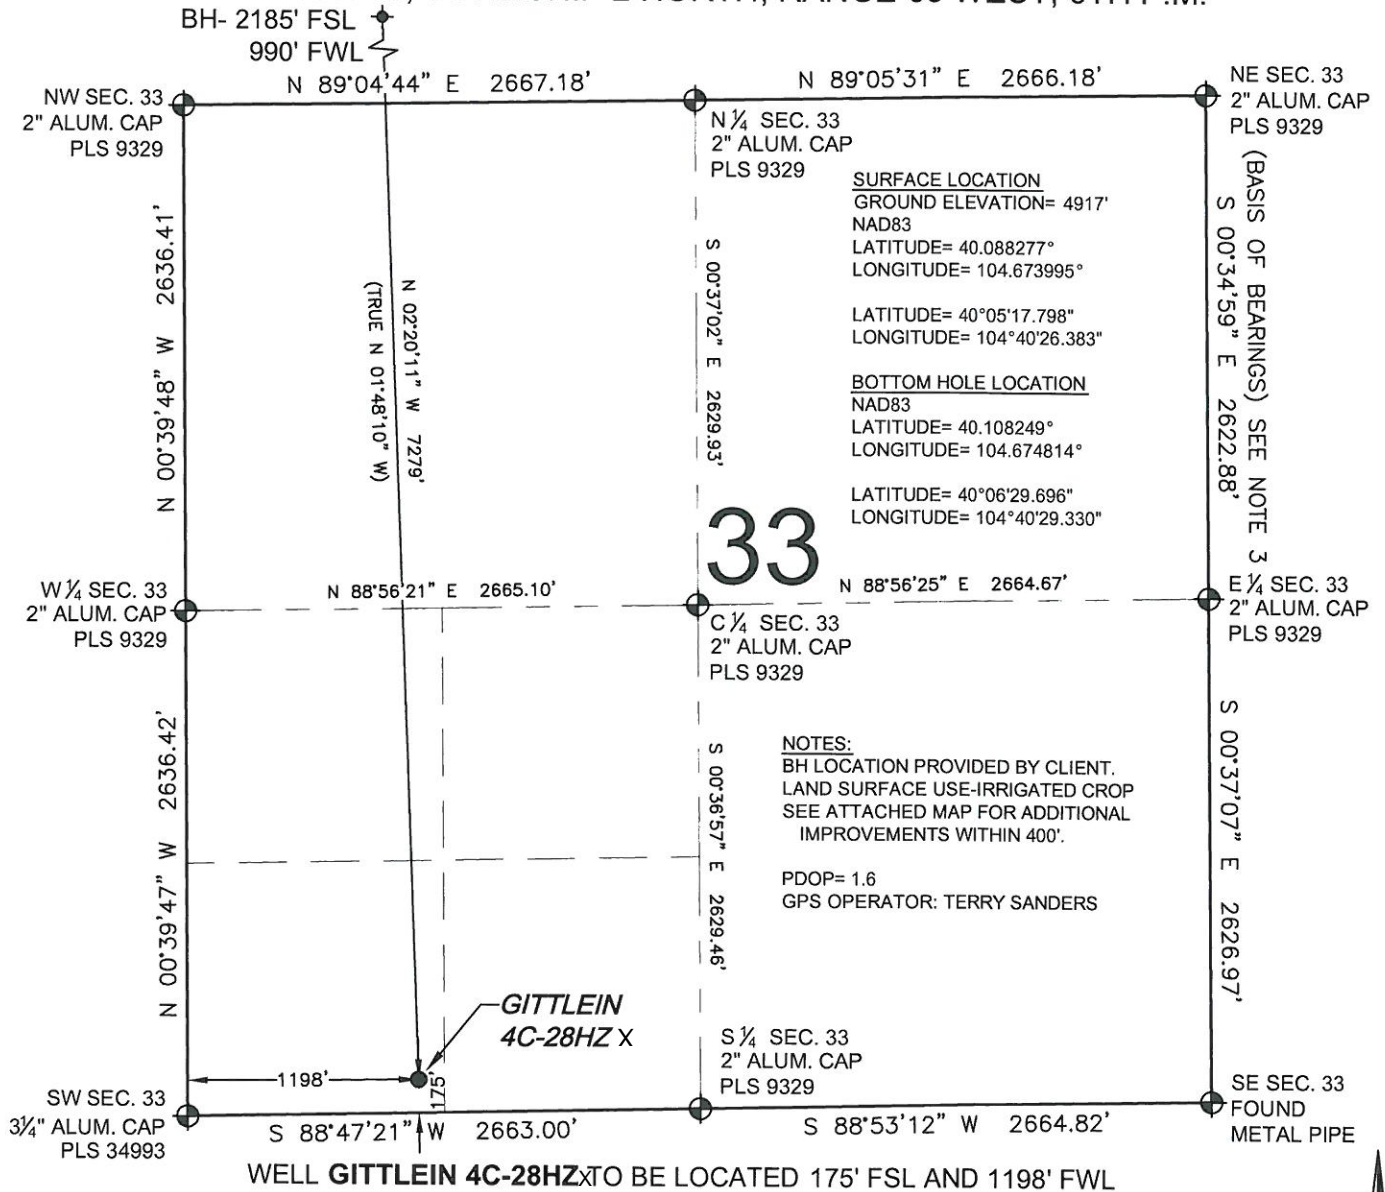 BH- 2185' FSL
990' FWL
N 89°04'44" E 2667.18'
N 89°05'31" E 2666.18'
NW SEC. 33
2" ALUM. CAP
PLS 9329
N ¼ SEC. 33
2" ALUM. CAP
PLS 9329
NE SEC. 33
2" ALUM. CAP
PLS 9329
SURFACE LOCATION
GROUND ELEVATION= 4917'
NAD83
LATITUDE= 40.088277°
LONGITUDE= 104.673995°
LATITUDE= 40°05'17.798"
LONGITUDE= 104°40'26.383"
BOTTOM HOLE LOCATION
NAD83
LATITUDE= 40.108249°
LONGITUDE= 104.674814°
LATITUDE= 40°06'29.696"
LONGITUDE= 104°40'29.330"
N 00°39'48" W 2636.41'
N 02°20'11" W 7279'
(TRUE N 01°48'10" W)
S 00°37'02" E 2629.93'
S 00°34'59" E 2622.88'
(BASIS OF BEARINGS) SEE NOTE 3
33
W ¼ SEC. 33
2" ALUM. CAP
PLS 9329
N 88°56'21" E 2665.10'
N 88°56'25" E 2664.67'
C ¼ SEC. 33
2" ALUM. CAP
PLS 9329
E ¼ SEC. 33
2" ALUM. CAP
PLS 9329
NOTES:
BH LOCATION PROVIDED BY CLIENT.
LAND SURFACE USE-IRRIGATED CROP
SEE ATTACHED MAP FOR ADDITIONAL
IMPROVEMENTS WITHIN 400'.
PDOP= 1.6
GPS OPERATOR: TERRY SANDERS
N 00°39'47" W 2636.42'
S 00°36'57" E 2629.46'
S 00°37'07" E 2626.97'
GITTLEIN
4C-28HZ X
1198'
175'
SW SEC. 33
3¼" ALUM. CAP
PLS 34993
S ¼ SEC. 33
2" ALUM. CAP
PLS 9329
SE SEC. 33
FOUND
METAL PIPE
S 88°47'21" W 2663.00'
S 88°53'12" W 2664.82'
WELL GITTLEIN 4C-28HZX TO BE LOCATED 175' FSL AND 1198' FWL